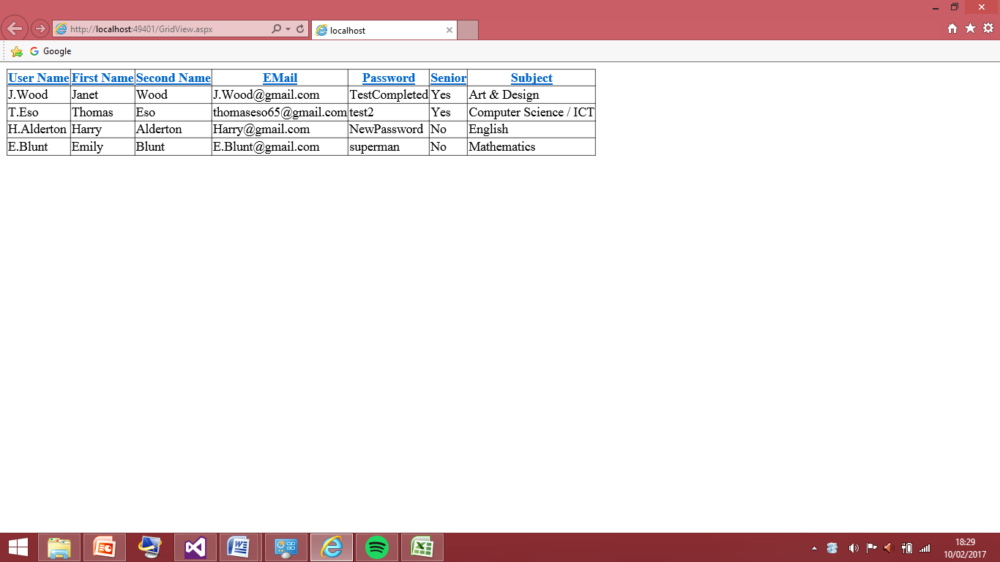 http://localhost:49401/GridView.aspx
localhost
Google
User Name First Name Second Name EMail Password Senior Subject
J.Wood Janet Wood J.Wood@gmail.com TestCompleted Yes Art & Design
T.Eso Thomas Eso thomaseso65@gmail.com test2 Yes Computer Science / ICT
H.Alderton Harry Alderton Harry@gmail.com NewPassword No English
E.Blunt Emily Blunt E.Blunt@gmail.com superman No Mathematics
18:29
10/02/2017